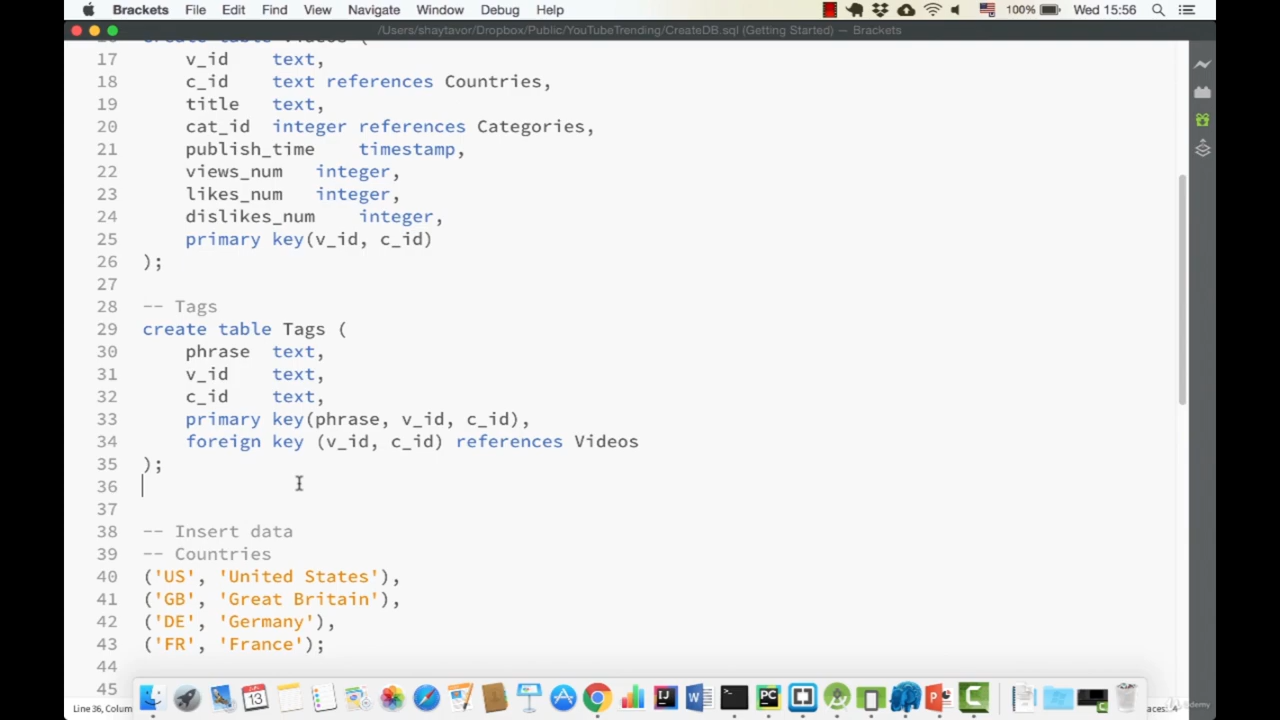 Brackets File Edit Find View Navigate Window Debug Help 100% Wed 15:56
/Users/shaytavor/Dropbox/Public/YouTubeTrending/CreateDB.sql (Getting Started) — Brackets
17 v_id text,
18 c_id text references Countries,
19 title text,
20 cat_id integer references Categories,
21 publish_time timestamp,
22 views_num integer,
23 likes_num integer,
24 dislikes_num integer,
25 primary key(v_id, c_id)
26 );
27
28 -- Tags
29 create table Tags (
30 phrase text,
31 v_id text,
32 c_id text,
33 primary key(phrase, v_id, c_id),
34 foreign key (v_id, c_id) references Videos
35 );
36
37
38 -- Insert data
39 -- Countries
40 ('US', 'United States'),
41 ('GB', 'Great Britain'),
42 ('DE', 'Germany'),
43 ('FR', 'France');
44
45
Line 36, Colum